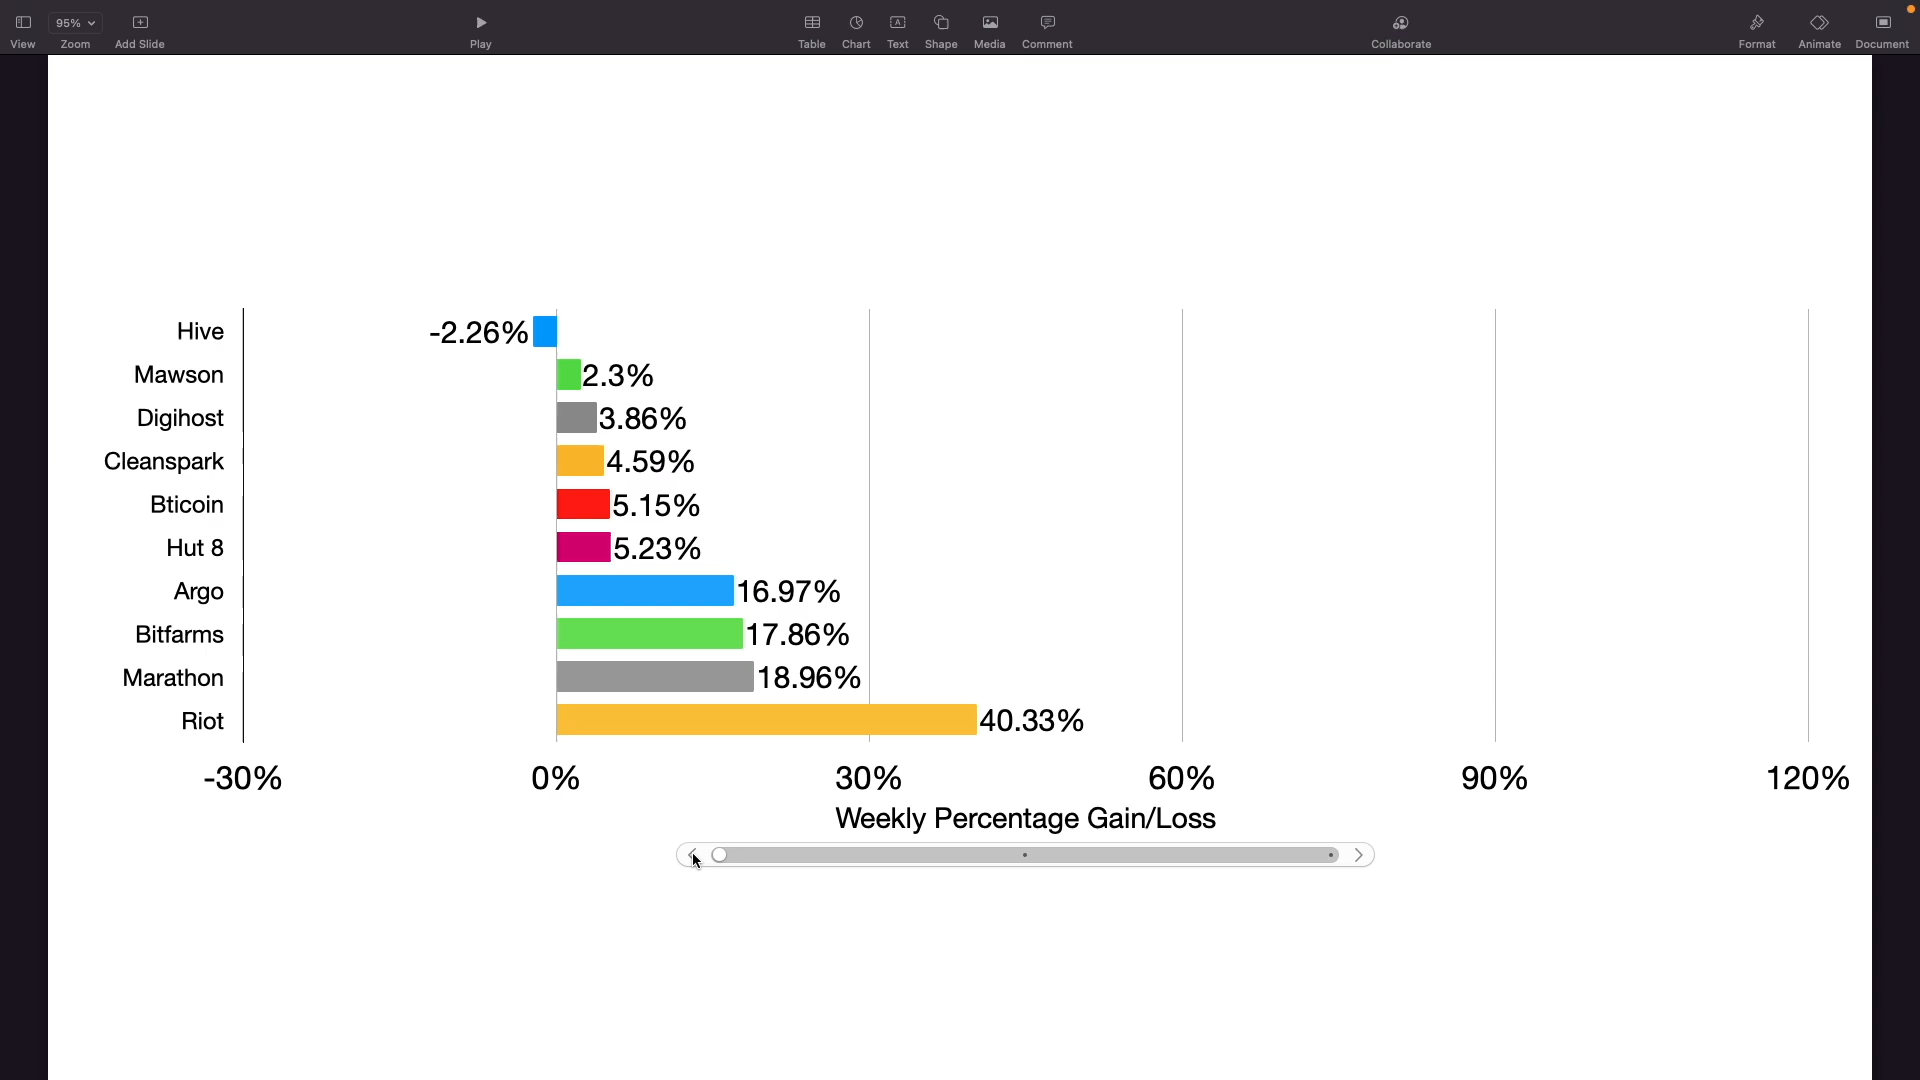 95%
View Zoom Add Slide Play Table Chart Text Shape Media Comment Collaborate Format Animate Document
Hive -2.26%
Mawson 2.3%
Digihost 3.86%
Cleanspark 4.59%
Bticoin 5.15%
Hut 8 5.23%
Argo 16.97%
Bitfarms 17.86%
Marathon 18.96%
Riot 40.33%
-30% 0% 30% 60% 90% 120%
Weekly Percentage Gain/Loss